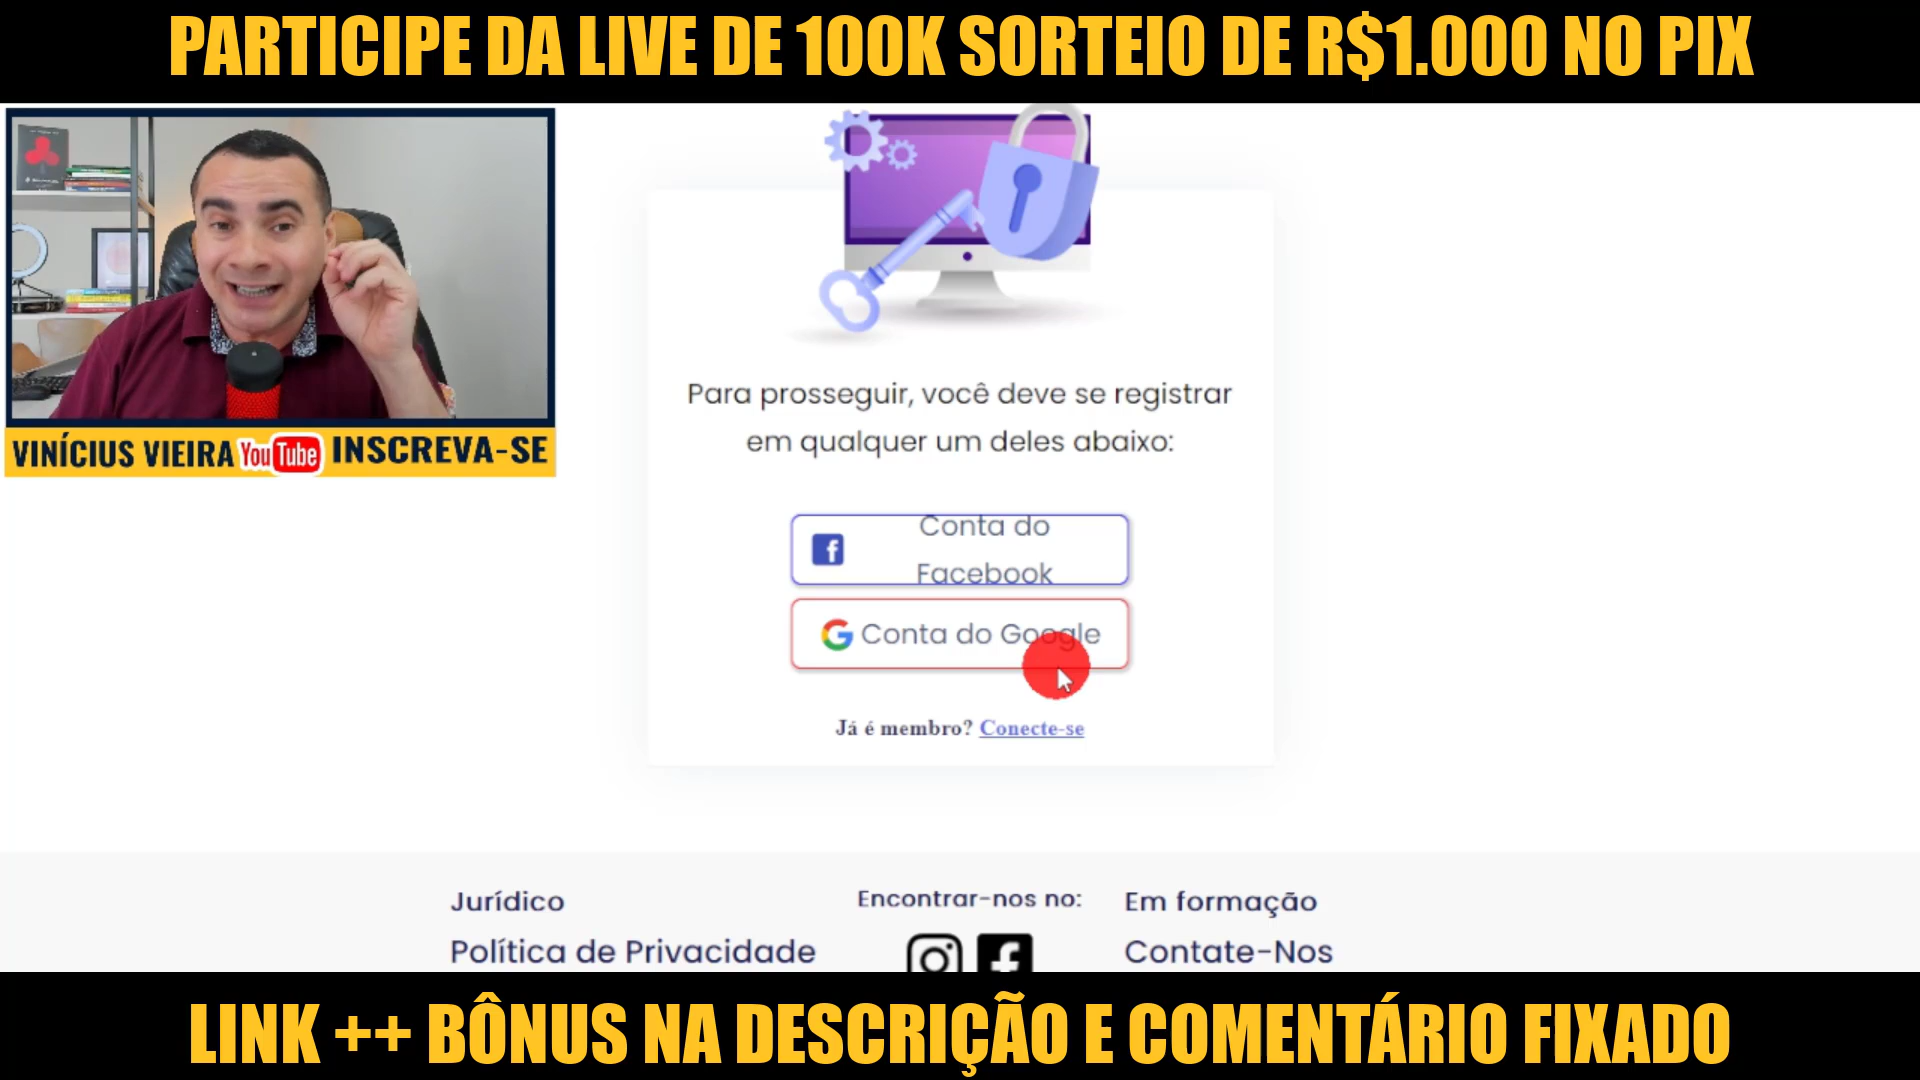 PARTICIPE DA LIVE DE 100K SORTEIO DE R$1.000 NO PIX
VINÍCIUS VIEIRA YouTube INSCREVA-SE
Para prosseguir, você deve se registrar
em qualquer um deles abaixo:
Conta do
Facebook
Conta do Google
Já é membro? Conecte-se
Jurídico
Encontrar-nos no:
Em formação
Política de Privacidade
Contate-Nos
LINK ++ BÔNUS NA DESCRIÇÃO E COMENTÁRIO FIXADO